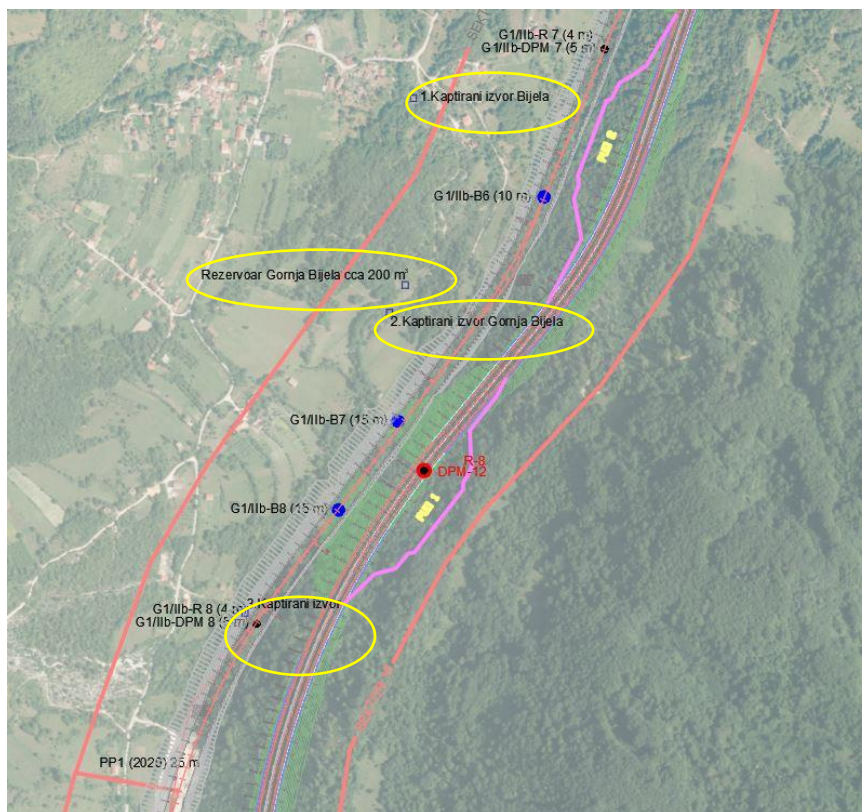 G1/IIb-R 7 (4 m)
G1/IIb-DPM 7 (5 m)
1.Kaptirani izvor Bijela
G1/IIb-B6 (10 m)
Rezervoar Gornja Bijela cca 200 m³
2.Kaptirani izvor Gornja Bijela
G1/IIb-B7 (15 m)
R-8
DPM-12
G1/IIb-B8 (15 m)
G1/IIb-R 8 (4 m)
3.Kaptirani izvor
G1/IIb-DPM 8 (5 m)
PP1 (2026) 25 m